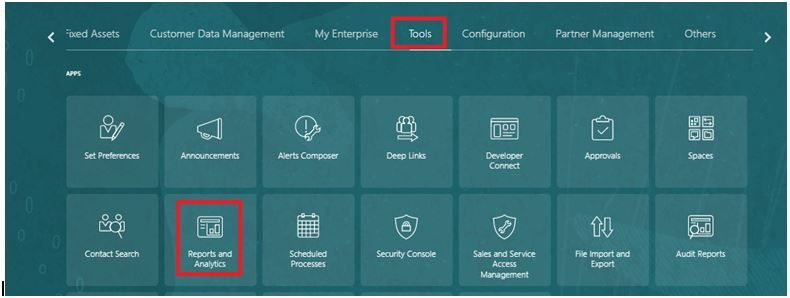 Fixed Assets Customer Data Management My Enterprise Tools Configuration Partner Management Others
APPS
Set Preferences Announcements Alerts Composer Deep Links Developer Connect Approvals Spaces
Contact Search Reports and Analytics Scheduled Processes Security Console Sales and Service Access Management File Import and Export Audit Reports